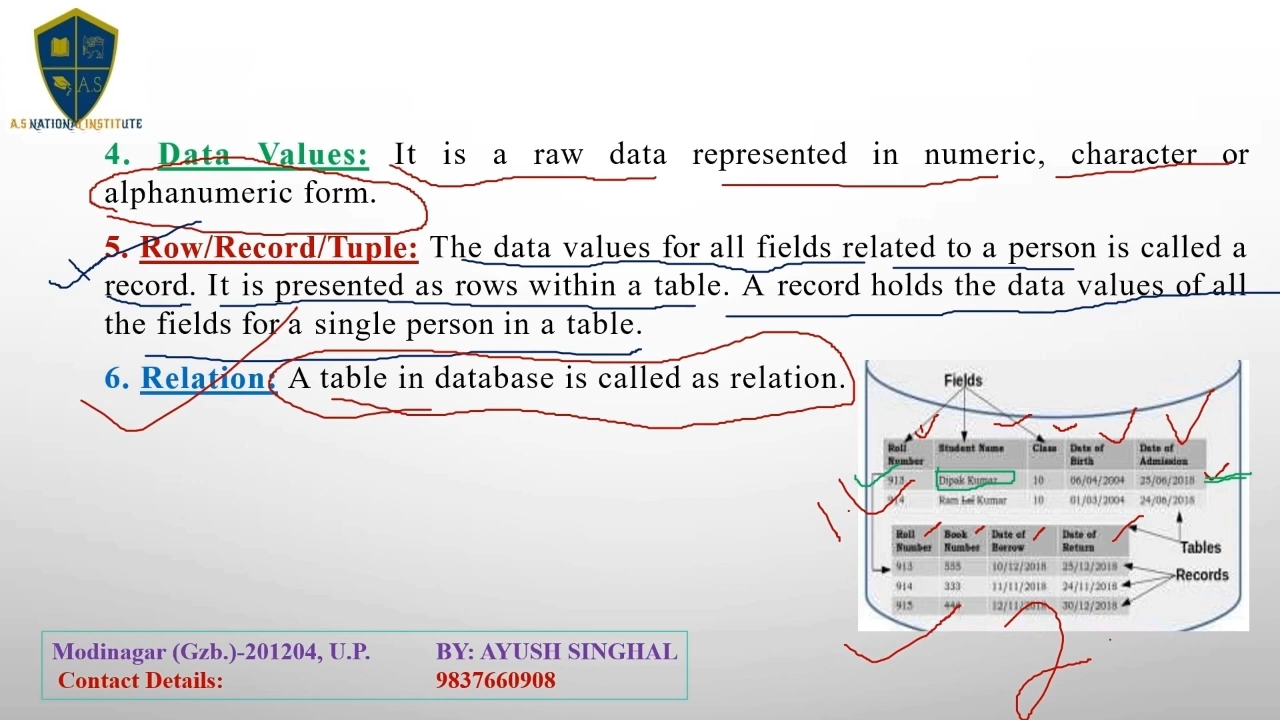 A.S
A.S NATIONAL INSTITUTE
4. Data Values: It is a raw data represented in numeric, character or
alphanumeric form.
5. Row/Record/Tuple: The data values for all fields related to a person is called a
record. It is presented as rows within a table. A record holds the data values of all
the fields for a single person in a table.
6. Relation: A table in database is called as relation.
Fields
Roll Number Student Name Class Date of Birth Date of Admission
913 Dipak Kumar 10 06/04/2004 25/06/2018
914 Ram Lel Kumar 10 01/03/2004 24/06/2018
Roll Number Book Number Date of Borrow Date of Return
913 555 10/12/2018 25/12/2018
914 333 11/11/2018 24/11/2018
915 444 12/11/2018 30/12/2018
Tables
Records
Modinagar (Gzb.)-201204, U.P. BY: AYUSH SINGHAL
Contact Details: 9837660908